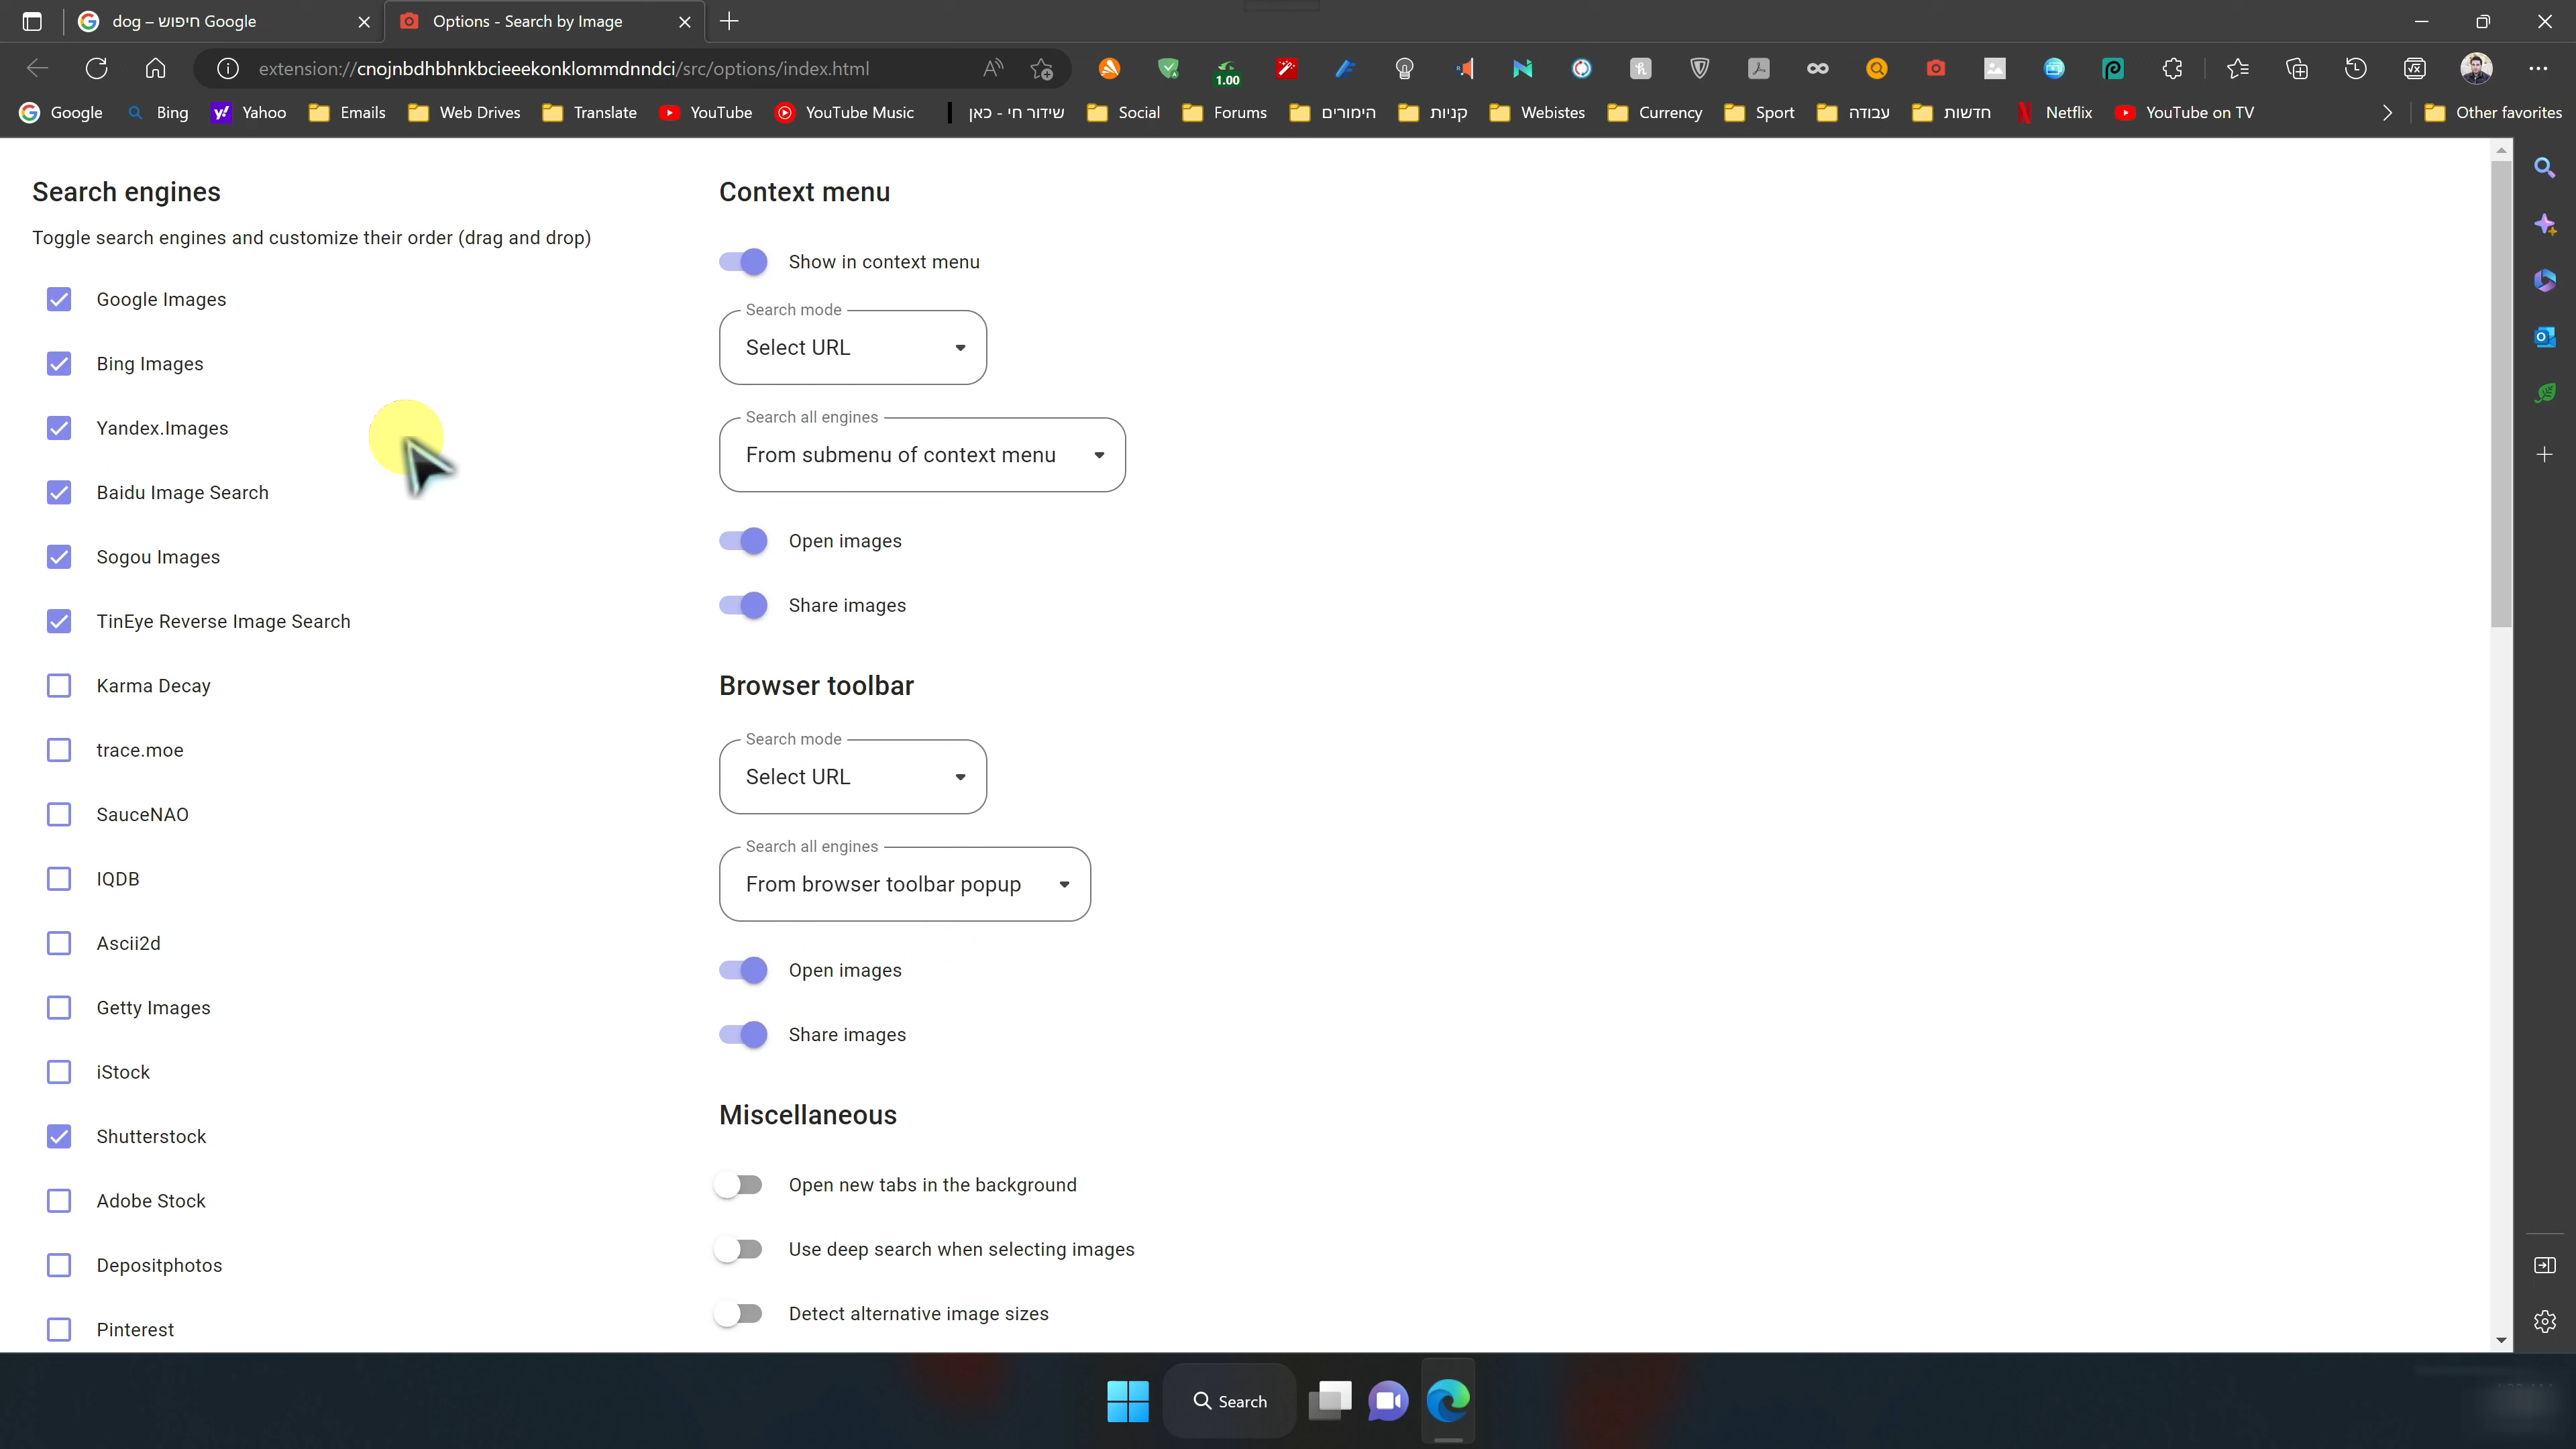 dog – חיפוש Google
Options - Search by Image
extension://cnojnbdhbhnkbcieeekonklommdnndci/src/options/index.html
1.00
Google
Bing
Yahoo
Emails
Web Drives
Translate
YouTube
YouTube Music
שידור חי - כאן
Social
Forums
הימורים
קניות
Webistes
Currency
Sport
עבודה
חדשות
Netflix
YouTube on TV
Other favorites
Search engines
Toggle search engines and customize their order (drag and drop)
Google Images
Bing Images
Yandex.Images
Baidu Image Search
Sogou Images
TinEye Reverse Image Search
Karma Decay
trace.moe
SauceNAO
IQDB
Ascii2d
Getty Images
iStock
Shutterstock
Adobe Stock
Depositphotos
Pinterest
Context menu
Show in context menu
Search mode
Select URL
Search all engines
From submenu of context menu
Open images
Share images
Browser toolbar
Search mode
Select URL
Search all engines
From browser toolbar popup
Open images
Share images
Miscellaneous
Open new tabs in the background
Use deep search when selecting images
Detect alternative image sizes
Search